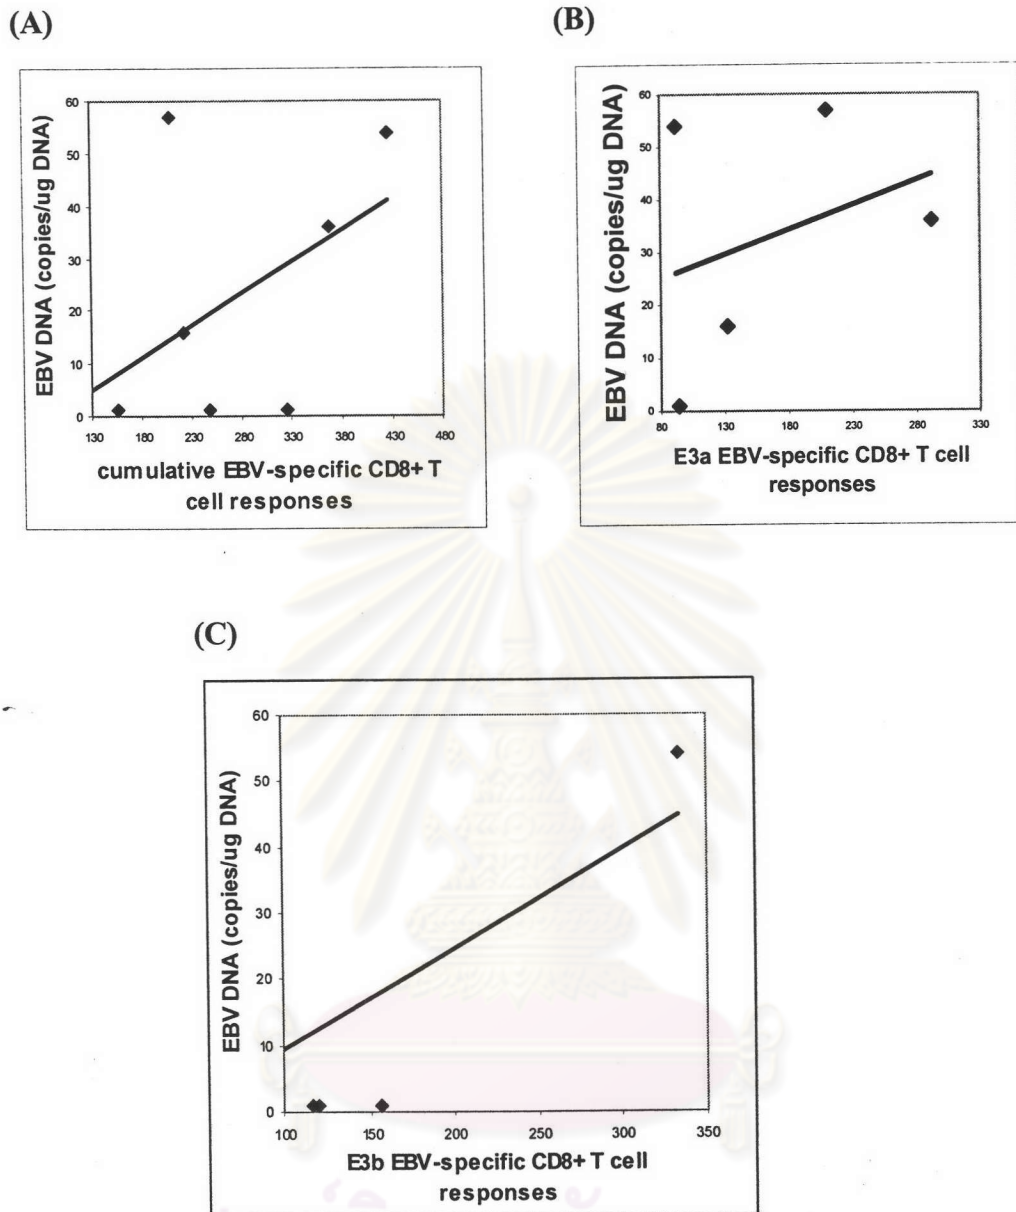 (A)
(B)
EBV DNA (copies/ug DNA)
60
50
40
30
20
10
0
130 180 230 280 330 380 430 480
cumulative EBV-specific CD8+ T
cell responses
EBV DNA (copies/ug DNA)
60
50
40
30
20
10
0
80 130 180 230 280 330
E3a EBV-specific CD8+ T cell
responses
(C)
EBV DNA (copies/ug DNA)
60
50
40
30
20
10
0
100 150 200 250 300 350
E3b EBV-specific CD8+ T cell
responses